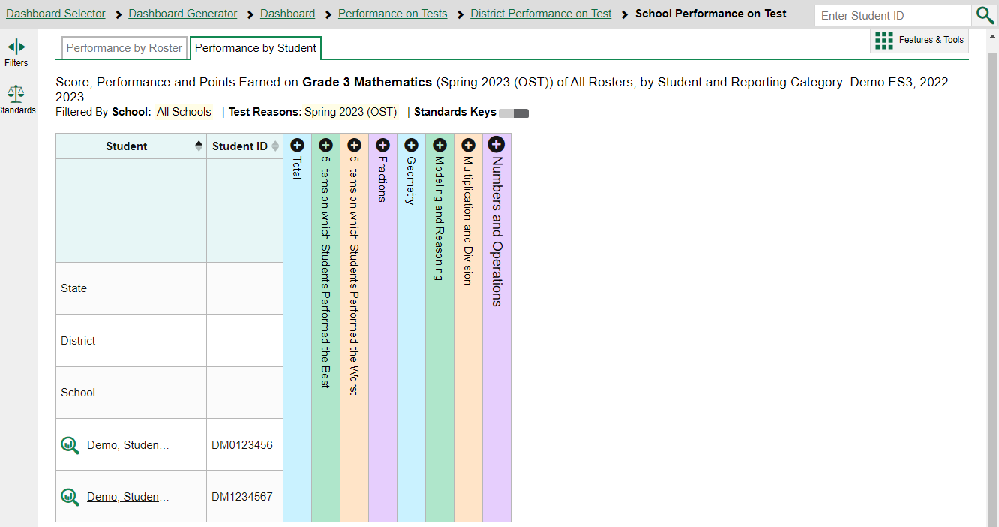 Dashboard Selector > Dashboard Generator > Dashboard > Performance on Tests > District Performance on Test > School Performance on Test
Enter Student ID
Filters
Standards
Performance by Roster
Performance by Student
Features & Tools
Score, Performance and Points Earned on Grade 3 Mathematics (Spring 2023 (OST)) of All Rosters, by Student and Reporting Category: Demo ES3, 2022-
2023
Filtered By School: All Schools | Test Reasons: Spring 2023 (OST) | Standards Keys
Student
Student ID
Total
5 Items on which Students Performed the Best
5 Items on which Students Performed the Worst
Fractions
Geometry
Modeling and Reasoning
Multiplication and Division
Numbers and Operations
State
District
School
Demo, Studen… DM0123456
Demo, Studen… DM1234567